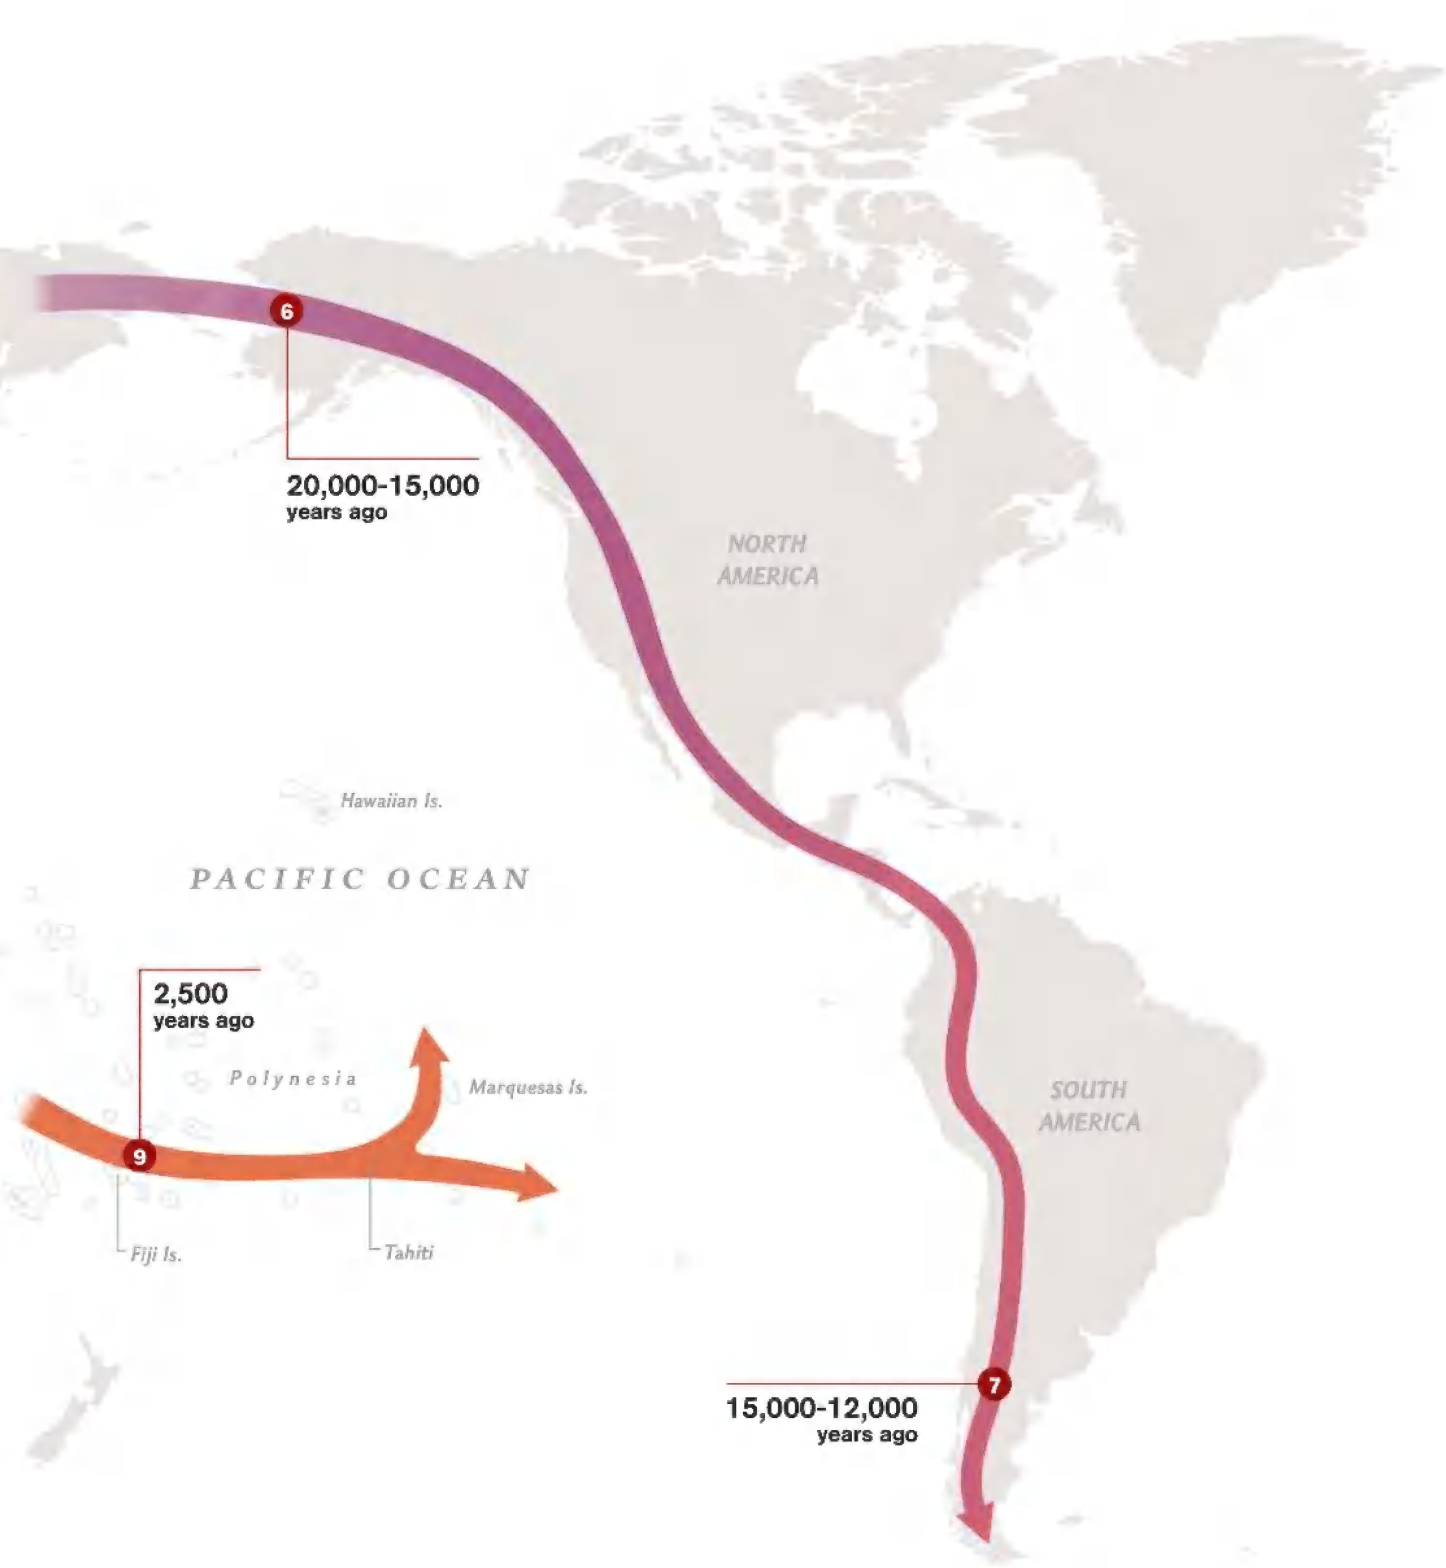 6
20,000-15,000
years ago
NORTH
AMERICA
Hawaiian Is.
PACIFIC OCEAN
2,500
years ago
Polynesia
Marquesas Is.
9
Fiji Is.
Tahiti
SOUTH
AMERICA
7
15,000-12,000
years ago